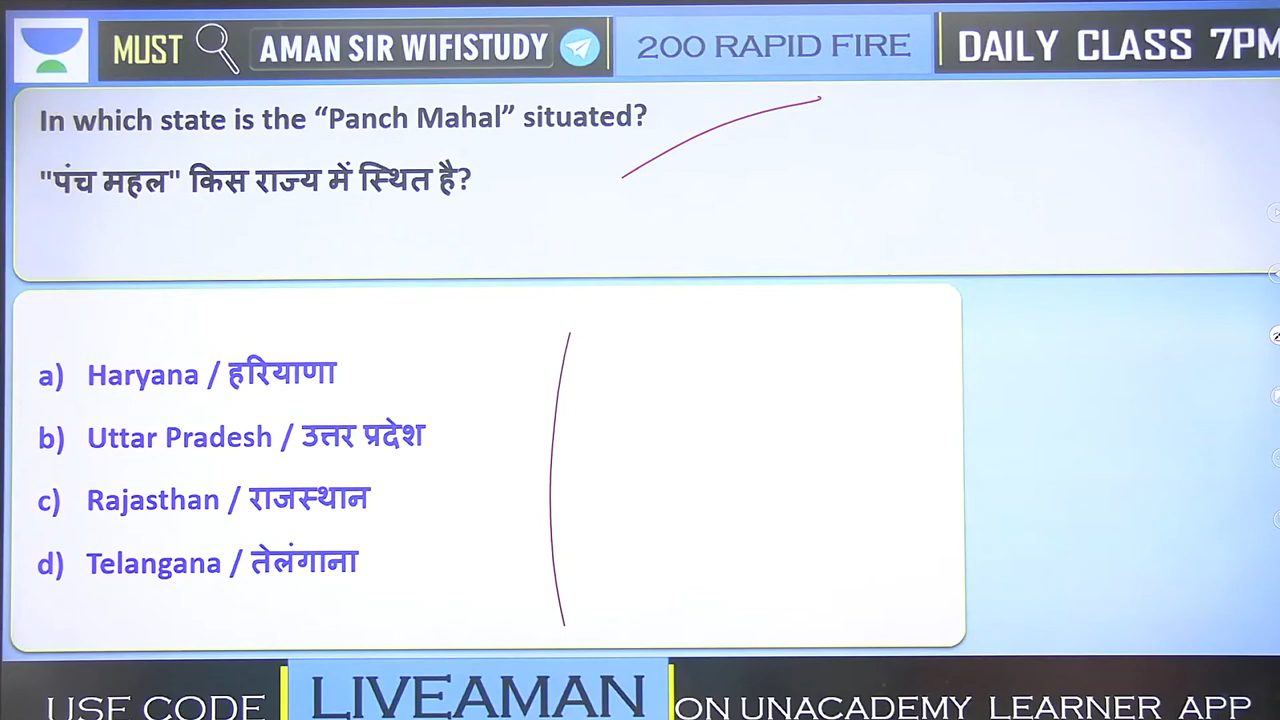 MUST AMAN SIR WIFISTUDY 200 RAPID FIRE DAILY CLASS 7PM
In which state is the “Panch Mahal” situated?
"पंच महल" किस राज्य में स्थित है?
a) Haryana / हरियाणा
b) Uttar Pradesh / उत्तर प्रदेश
c) Rajasthan / राजस्थान
d) Telangana / तेलंगाना
USE CODE LIVEAMAN ON UNACADEMY LEARNER APP